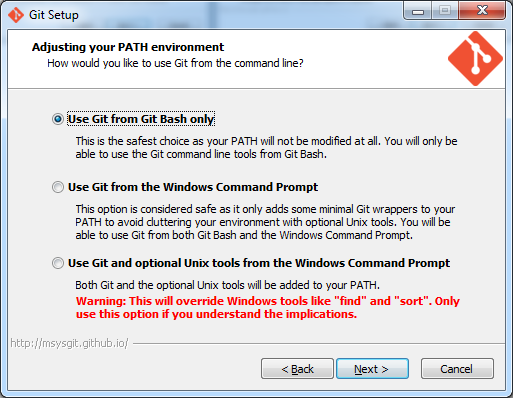 Git Setup
Adjusting your PATH environment
How would you like to use Git from the command line?
Use Git from Git Bash only
This is the safest choice as your PATH will not be modified at all. You will only be
able to use the Git command line tools from Git Bash.
Use Git from the Windows Command Prompt
This option is considered safe as it only adds some minimal Git wrappers to your
PATH to avoid cluttering your environment with optional Unix tools. You will be
able to use Git from both Git Bash and the Windows Command Prompt.
Use Git and optional Unix tools from the Windows Command Prompt
Both Git and the optional Unix tools will be added to your PATH.
Warning: This will override Windows tools like "find" and "sort". Only
use this option if you understand the implications.
http://msysgit.github.io/
< Back
Next >
Cancel